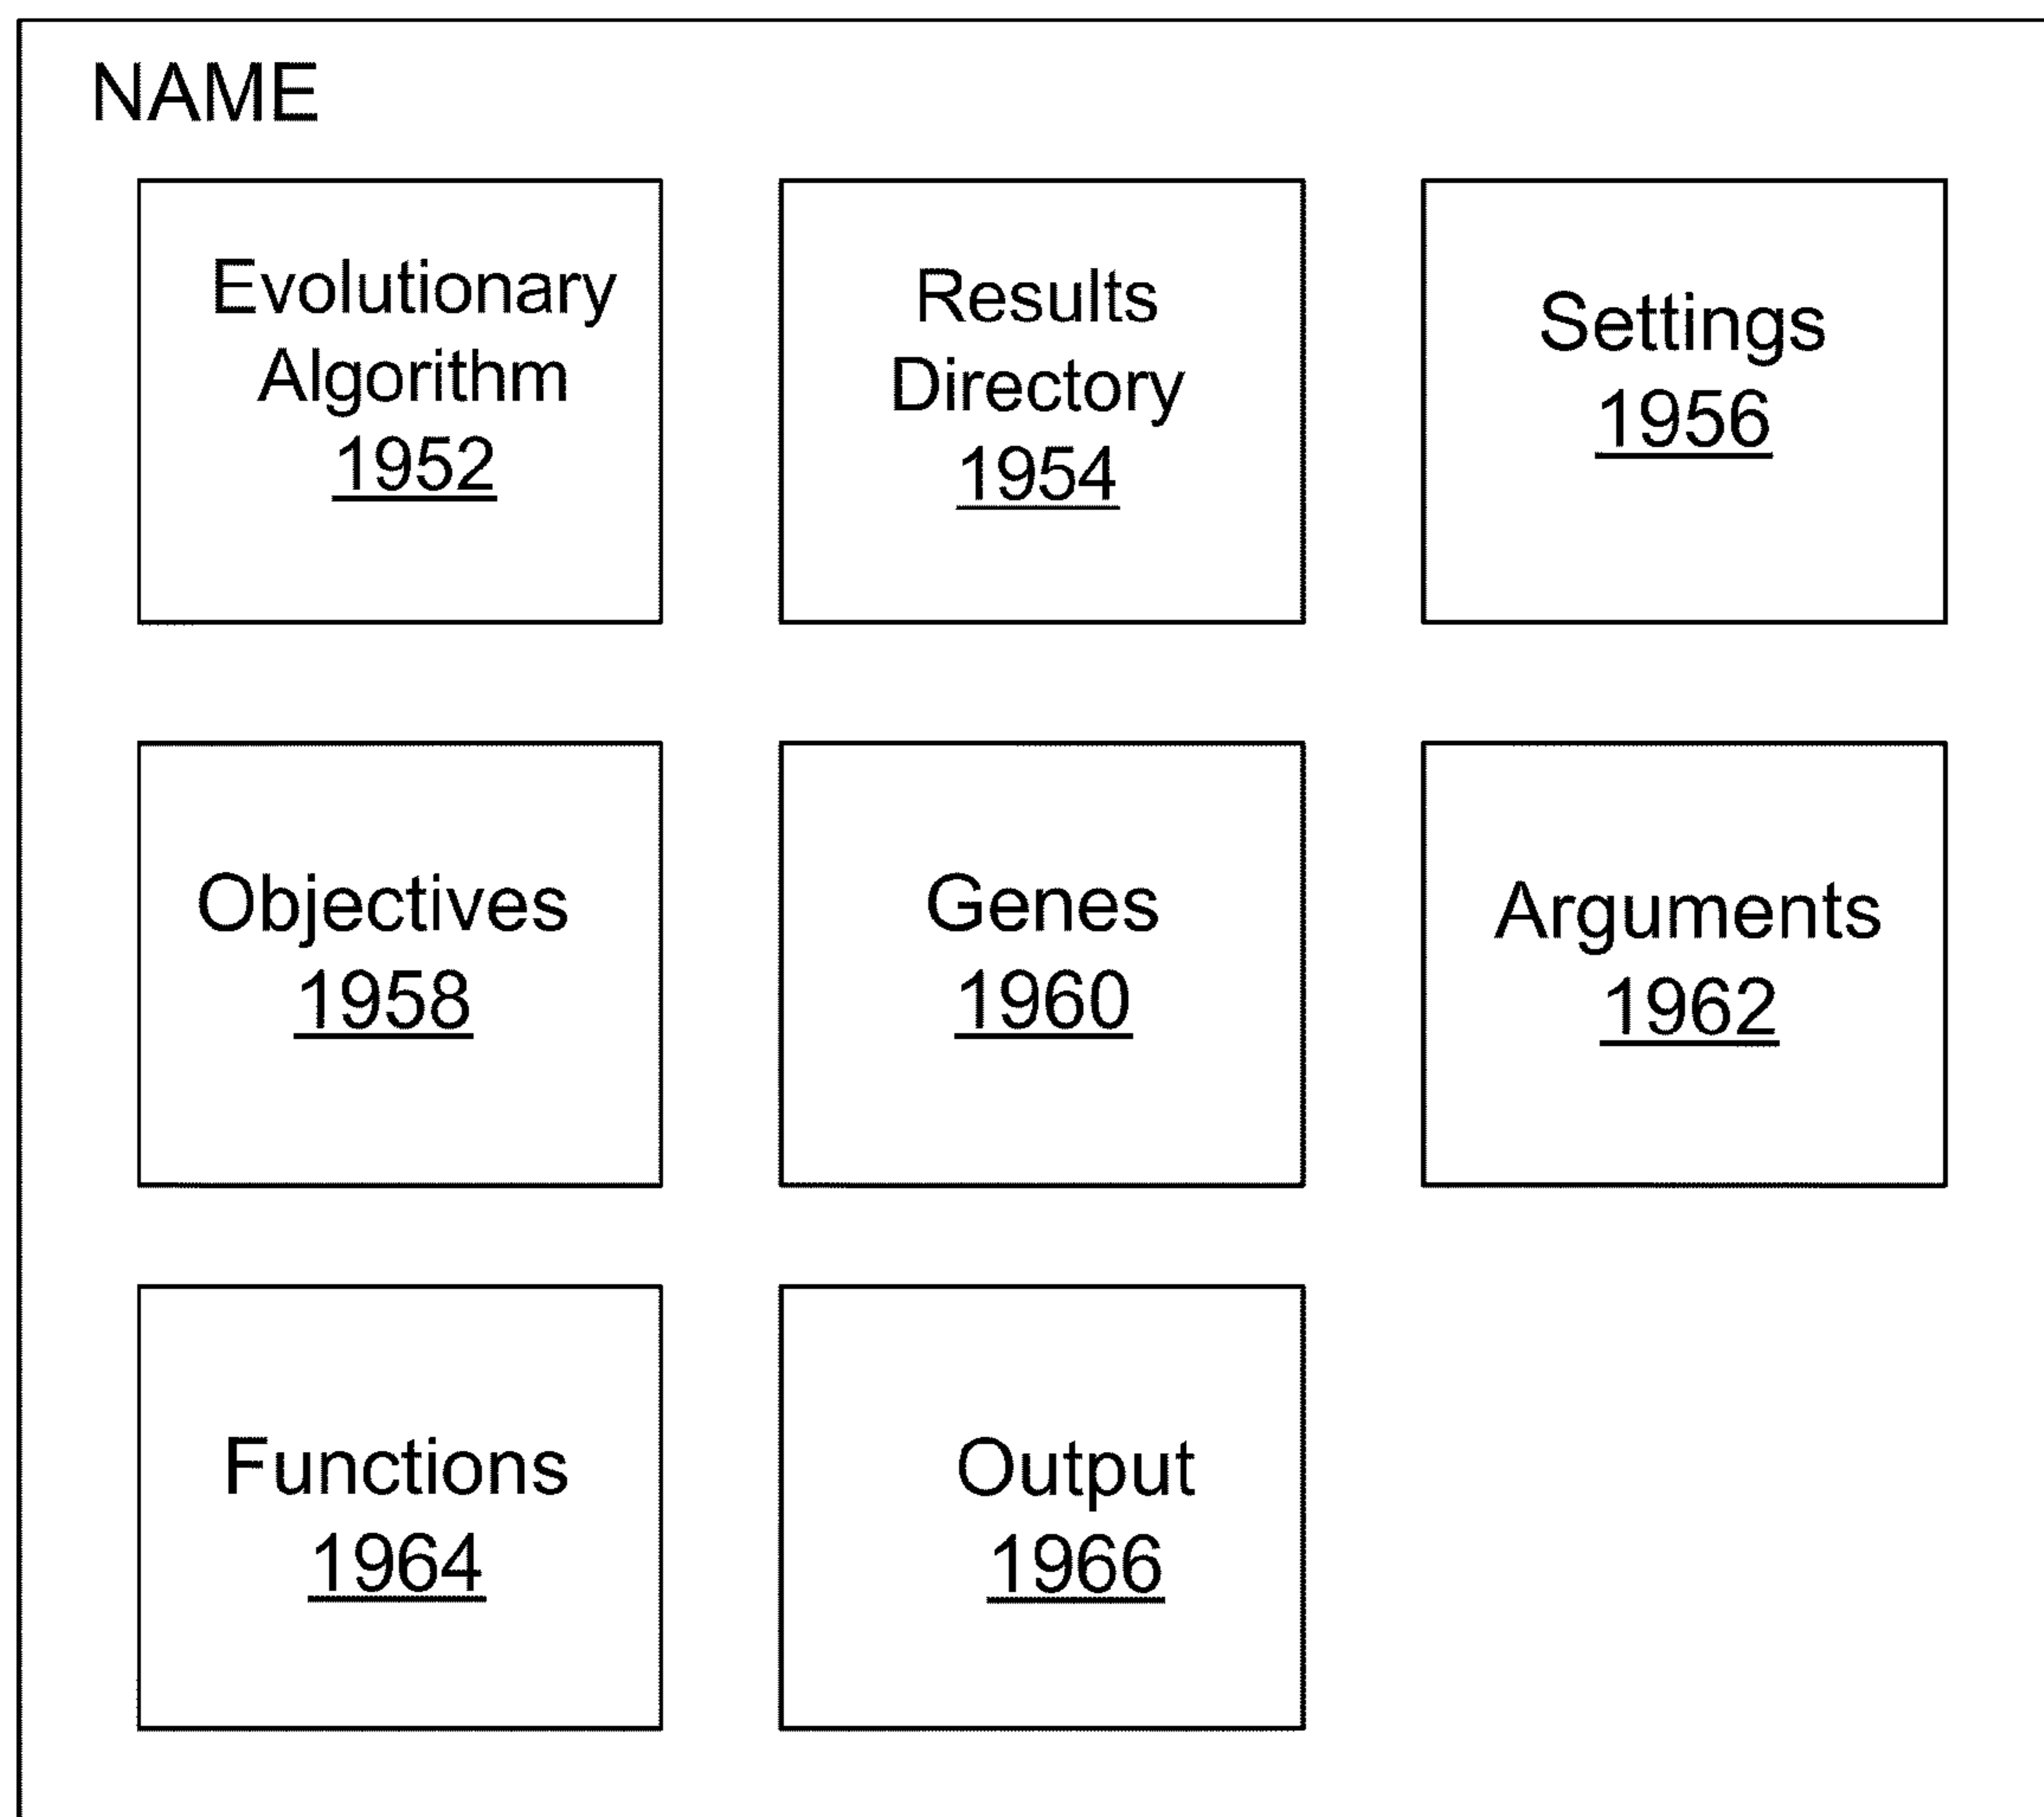 NAME
Evolutionary
Algorithm
1952
Results
Directory
1954
Settings
1956
Objectives
1958
Genes
1960
Arguments
1962
Functions
1964
Output
1966